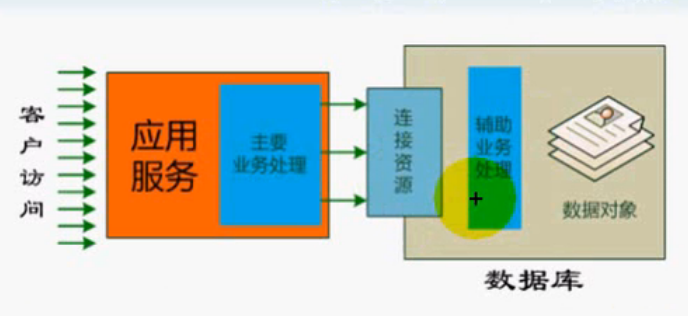 客户访问
应用
服务
主要
业务处理
连接资源
辅助
业务
处理
数据对象
数据库